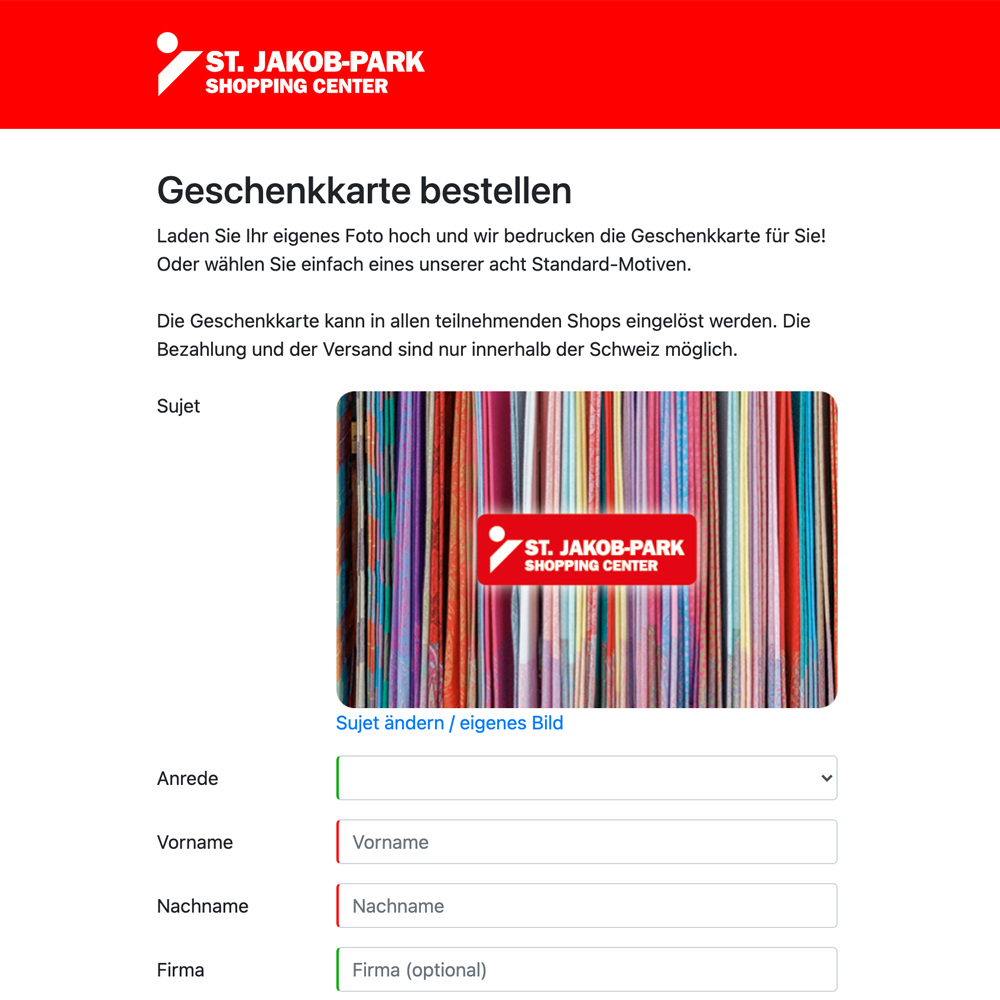 ST. JAKOB-PARK
SHOPPING CENTER
Geschenkkarte bestellen
Laden Sie Ihr eigenes Foto hoch und wir bedrucken die Geschenkkarte für Sie!
Oder wählen Sie einfach eines unserer acht Standard-Motiven.
Die Geschenkkarte kann in allen teilnehmenden Shops eingelöst werden. Die
Bezahlung und der Versand sind nur innerhalb der Schweiz möglich.
Sujet
ST. JAKOB-PARK
SHOPPING CENTER
Sujet ändern / eigenes Bild
Anrede
Vorname
Vorname
Nachname
Nachname
Firma
Firma (optional)